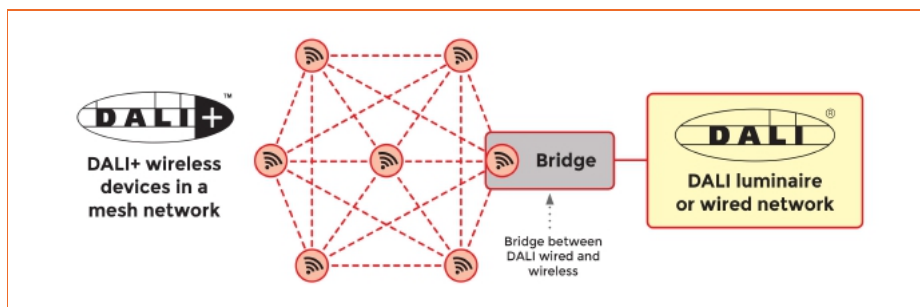 DALI+™
DALI+ wireless
devices in a
mesh network
Bridge
Bridge between
DALI wired and
wireless
DALI®
DALI luminaire
or wired network